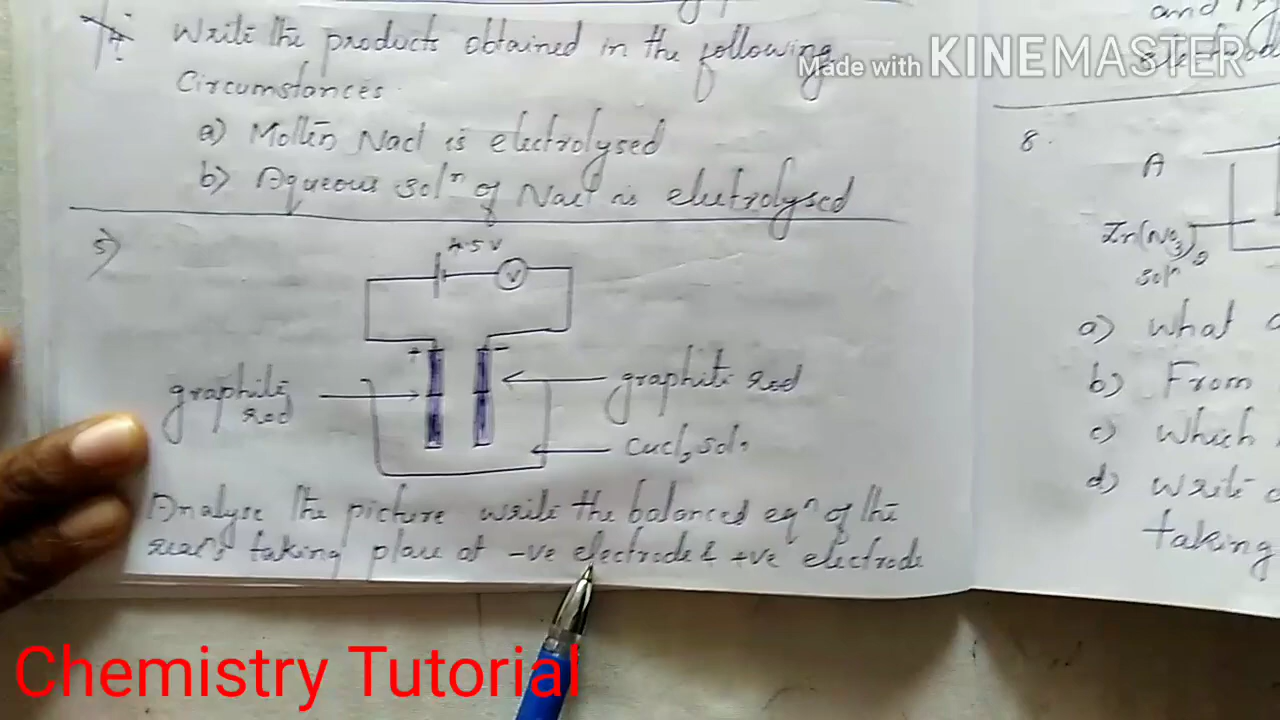 and
Made with KINEMASTER
4. Write the products obtained in the following
Circumstances.
a) Molten Nacl is electrolysed
b) Aqueous solⁿ of Nacl is electrolysed
5)
4.5 V
V
+
-
graphite
rod
graphite rod
CuCl₂ solⁿ
Analyse the picture write the balanced eqⁿ of the
reacⁿs taking place at -ve electrode & +ve electrode
8.
A
Zn(NO₃)₂
solⁿ
a) What
b) From
c) Which
d) Write
taking
Chemistry Tutorial